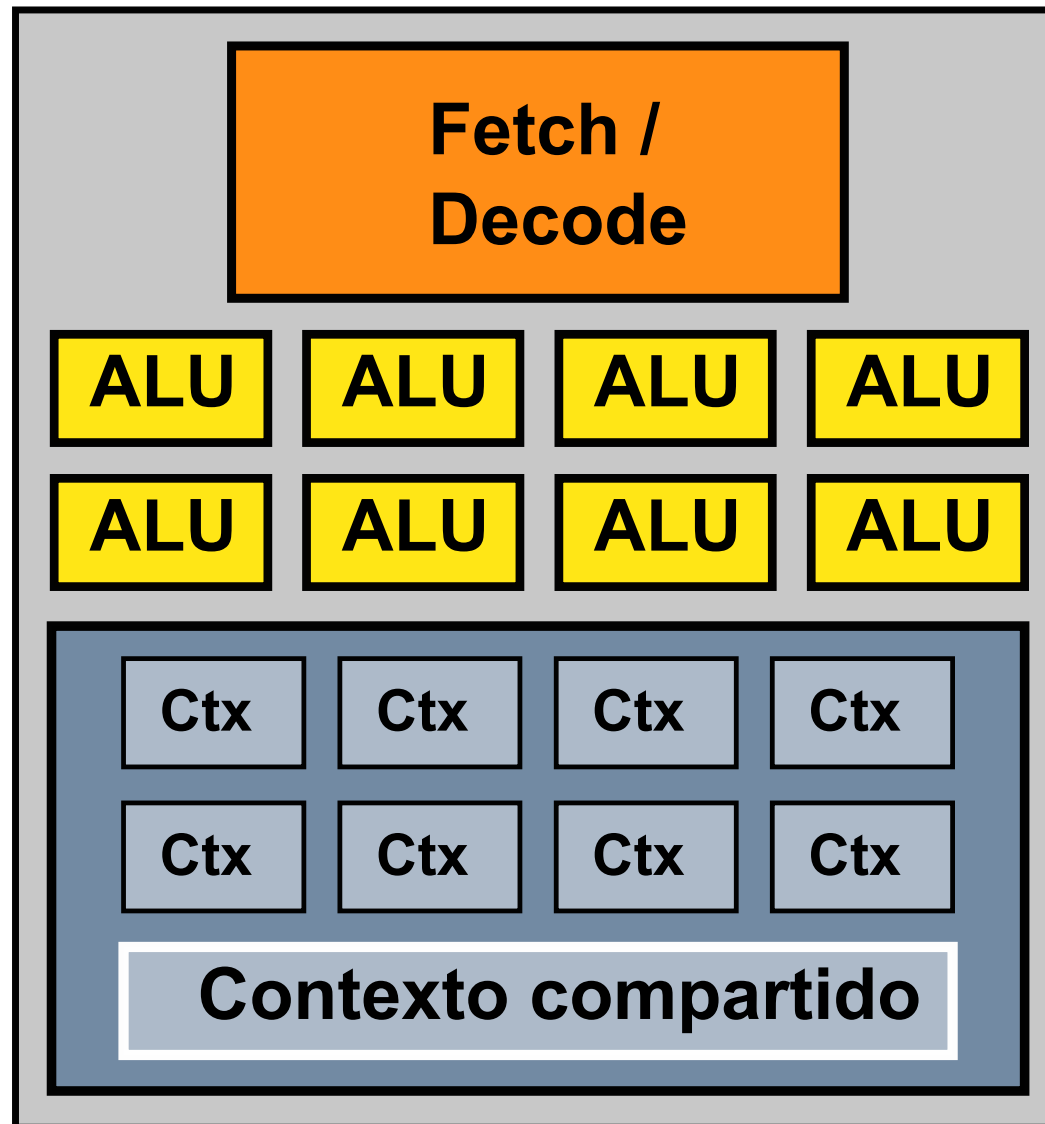 Fetch /
Decode
ALU ALU ALU ALU
ALU ALU ALU ALU
Ctx Ctx Ctx Ctx
Ctx Ctx Ctx Ctx
Contexto compartido